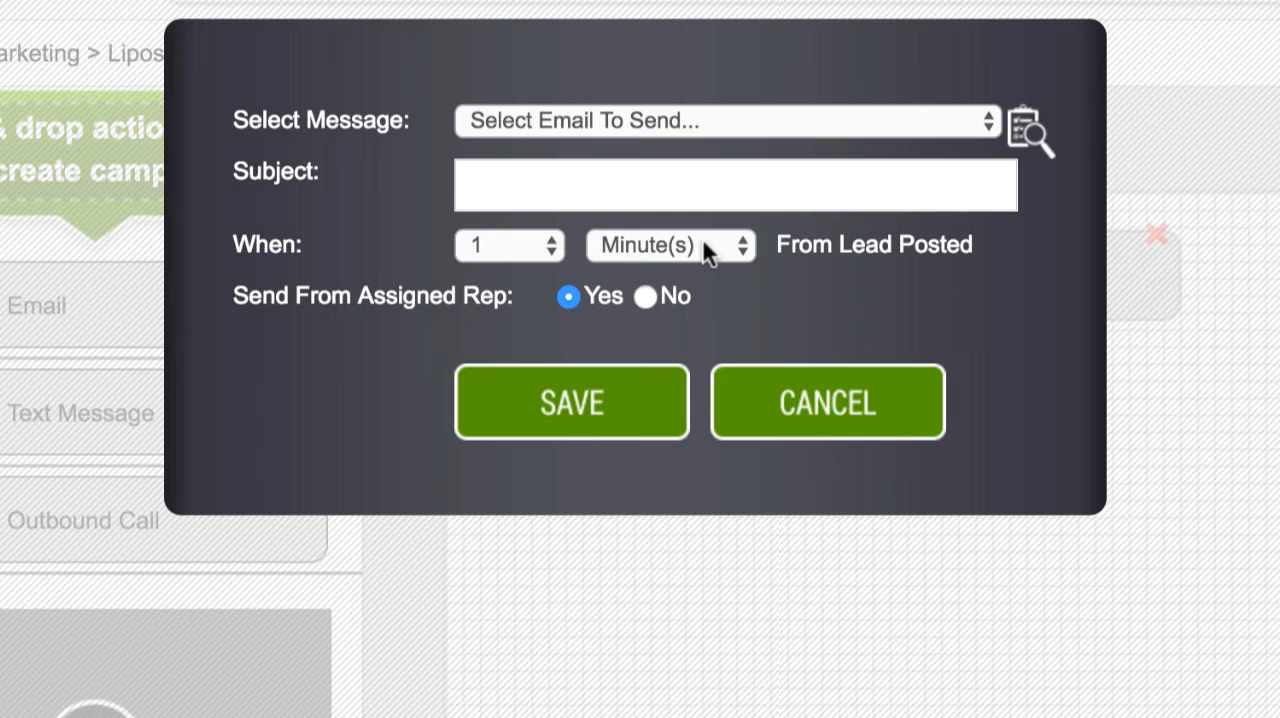 arketing > Lipos
& drop actio
create camp
Select Message: Select Email To Send...
Subject:
When: 1 Minute(s) From Lead Posted
Send From Assigned Rep: Yes No
SAVE CANCEL
Email
Text Message
Outbound Call